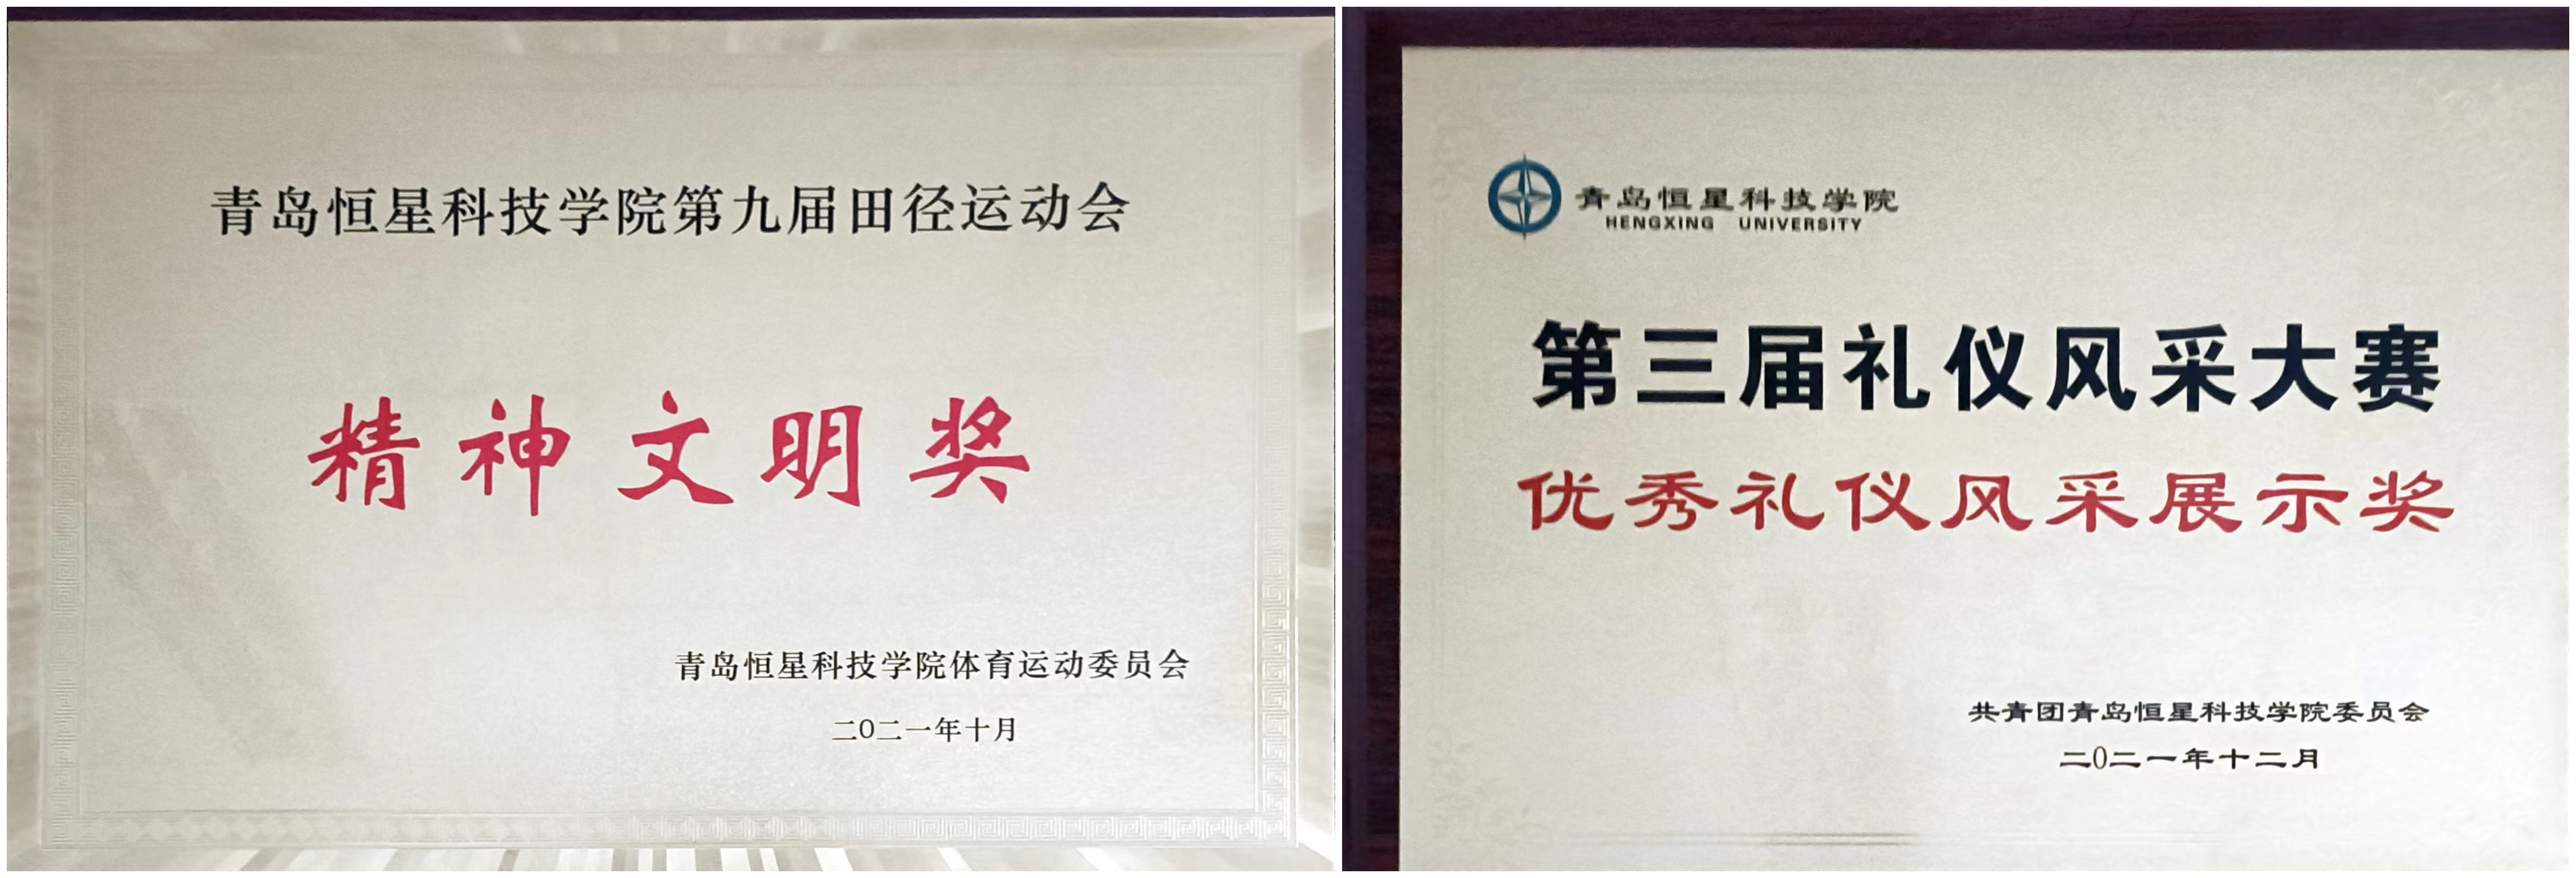 青岛恒星科技学院第九届田径运动会
精神文明奖
青岛恒星科技学院体育运动委员会
二〇二一年十月
青岛恒星科技学院
HENGXING UNIVERSITY
第三届礼仪风采大赛
优秀礼仪风采展示奖
共青团青岛恒星科技学院委员会
二0二一年十二月